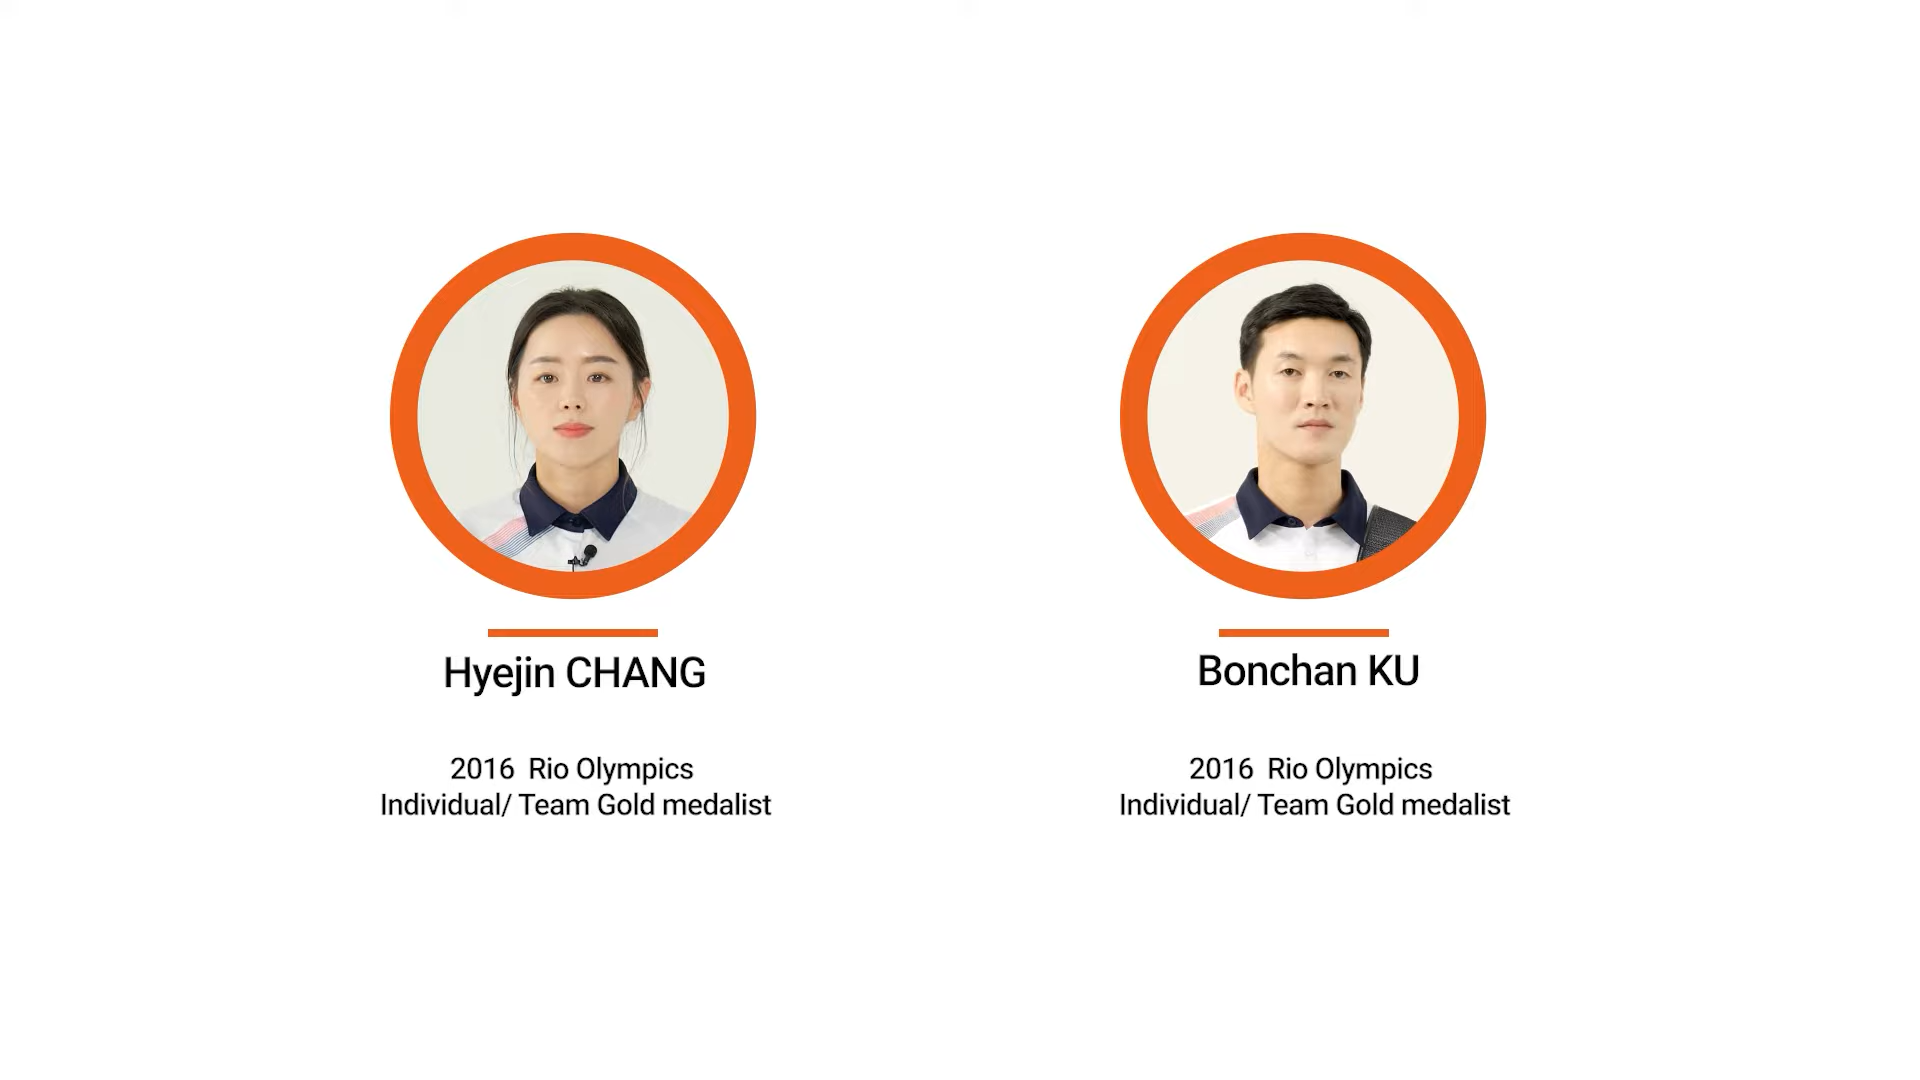 Hyejin CHANG
2016 Rio Olympics
Individual/ Team Gold medalist
Bonchan KU
2016 Rio Olympics
Individual/ Team Gold medalist